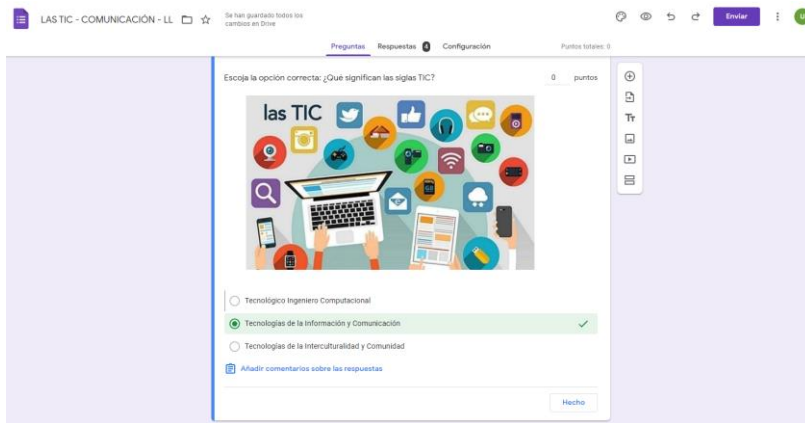 LAS TIC - COMUNICACIÓN - LL
Se han guardado todos los
cambios en Drive
Enviar
Preguntas
Respuestas 4
Configuración
Puntos totales: 0
Escoja la opción correcta: ¿Qué significan las siglas TIC?
0 puntos
las TIC
Tecnológico Ingeniero Computacional
Tecnologías de la Información y Comunicación
Tecnologías de la Interculturalidad y Comunidad
Añadir comentarios sobre las respuestas
Hecho